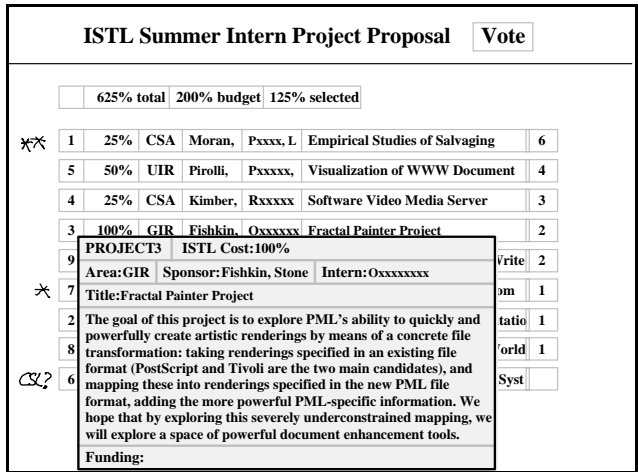 ISTL Summer Intern Project Proposal Vote
625% total 200% budget 125% selected
** 1 25% CSA Moran, Pxxxx, L Empirical Studies of Salvaging 6
5 50% UIR Pirolli, Pxxxxx, Visualization of WWW Document 4
4 25% CSA Kimber, Rxxxxx Software Video Media Server 3
3 100% GIR Fishkin, Oxxxxxx Fractal Painter Project 2
PROJECT3 ISTL Cost:100%
9 Write 2
Area:GIR Sponsor:Fishkin, Stone Intern:Oxxxxxxx
* 7 om 1
Title:Fractal Painter Project
2 tatio 1
The goal of this project is to explore PML's ability to quickly and
powerfully create artistic renderings by means of a concrete file
8 orld 1
transformation: taking renderings specified in an existing file
format (PostScript and Tivoli are the two main candidates), and
CSL? 6 Syst
mapping these into renderings specified in the new PML file
format, adding the more powerful PML-specific information. We
hope that by exploring this severely underconstrained mapping, we
will explore a space of powerful document enhancement tools.
Funding: